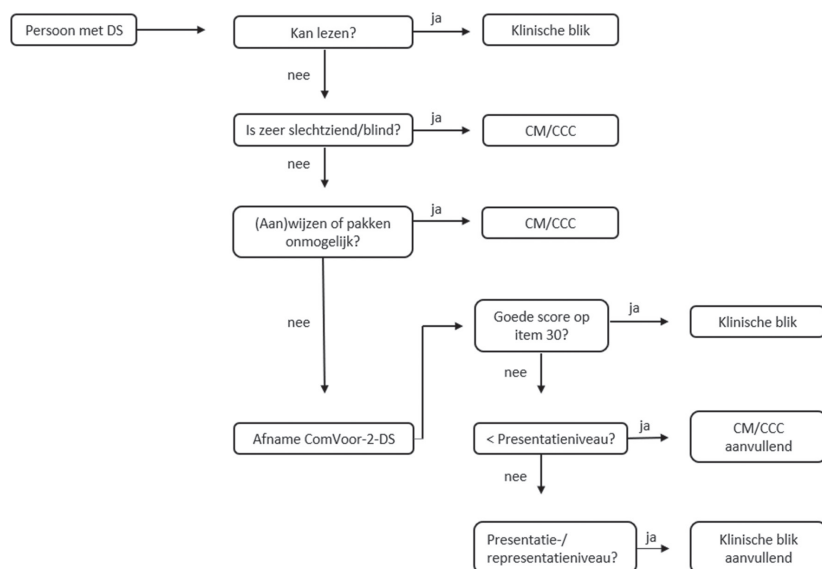 Persoon met DS
Kan lezen?
ja
Klinische blik
nee
Is zeer slechtziend/blind?
ja
CM/CCC
nee
(Aan)wijzen of pakken
onmogelijk?
ja
CM/CCC
nee
Afname ComVoor-2-DS
Goede score op
item 30?
ja
Klinische blik
nee
< Presentatieniveau?
ja
CM/CCC
aanvullend
nee
Presentatie-/
representatieniveau?
ja
Klinische blik
aanvullend